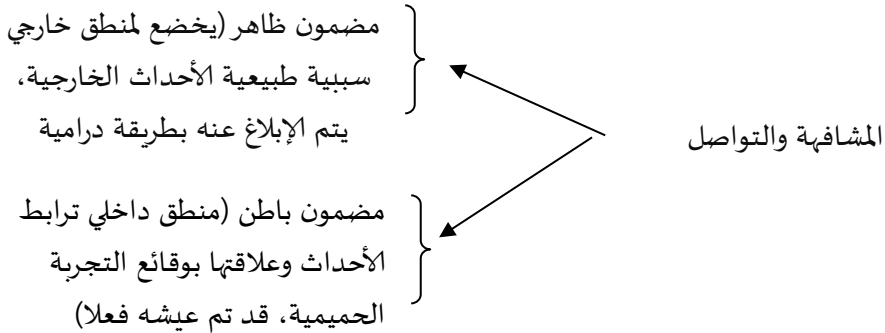 المشافهة والتواصل
مضمون ظاهر (يخضع لمنطق خارجي
سببية طبيعية الأحداث الخارجية،
يتم الإبلاغ عنه بطريقة درامية
مضمون باطن (منطق داخلي ترابط
الأحداث وعلاقتها بوقائع التجربة
الحميمية، قد تم عيشه فعلا)